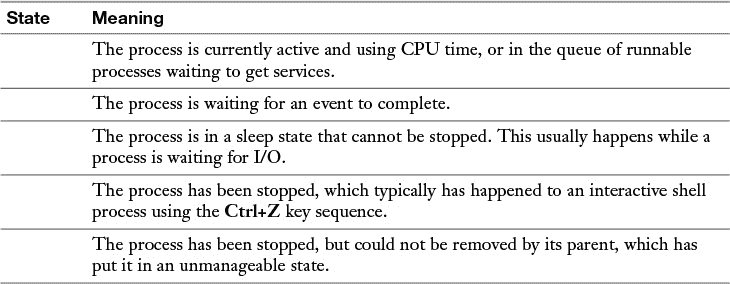 State Meaning
The process is currently active and using CPU time, or in the queue of runnable
processes waiting to get services.
The process is waiting for an event to complete.
The process is in a sleep state that cannot be stopped. This usually happens while a
process is waiting for I/O.
The process has been stopped, which typically has happened to an interactive shell
process using the Ctrl+Z key sequence.
The process has been stopped, but could not be removed by its parent, which has
put it in an unmanageable state.